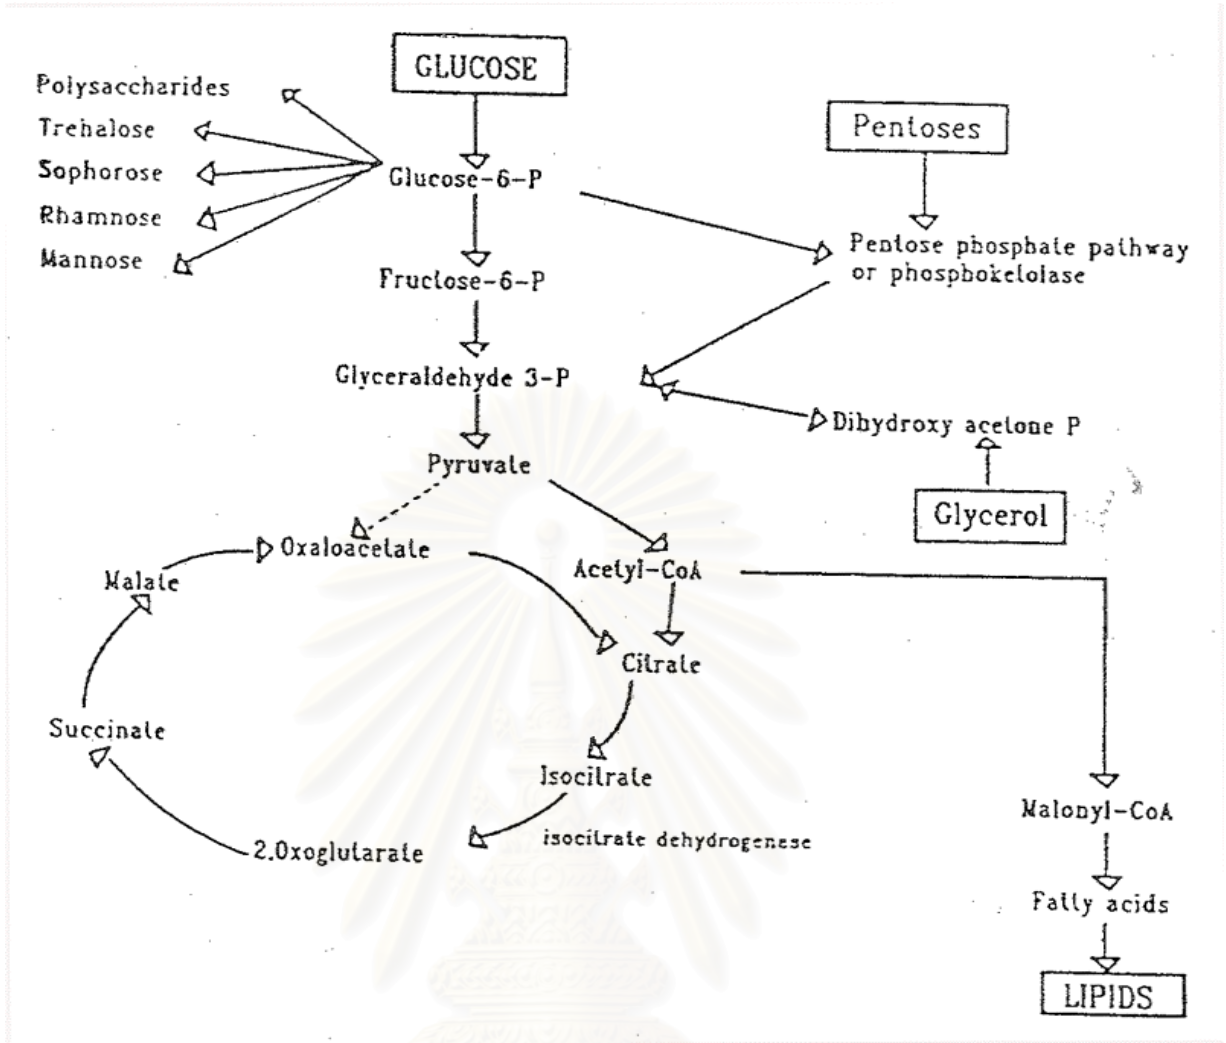 GLUCOSE
Polysaccharides
Trehalose
Sophorose
Rhamnose
Mannose
Glucose-6-P
Pentoses
Pentose phosphate pathway
or phosphoketolase
Fructose-6-P
Glyceraldehyde 3-P
Dihydroxy acetone P
Pyruvate
Glycerol
Oxaloacetate
Acetyl-CoA
Malate
Citrate
Succinate
Isocitrate
Malonyl-CoA
isocitrate dehydrogenese
2.Oxoglutarate
Fatty acids
LIPIDS